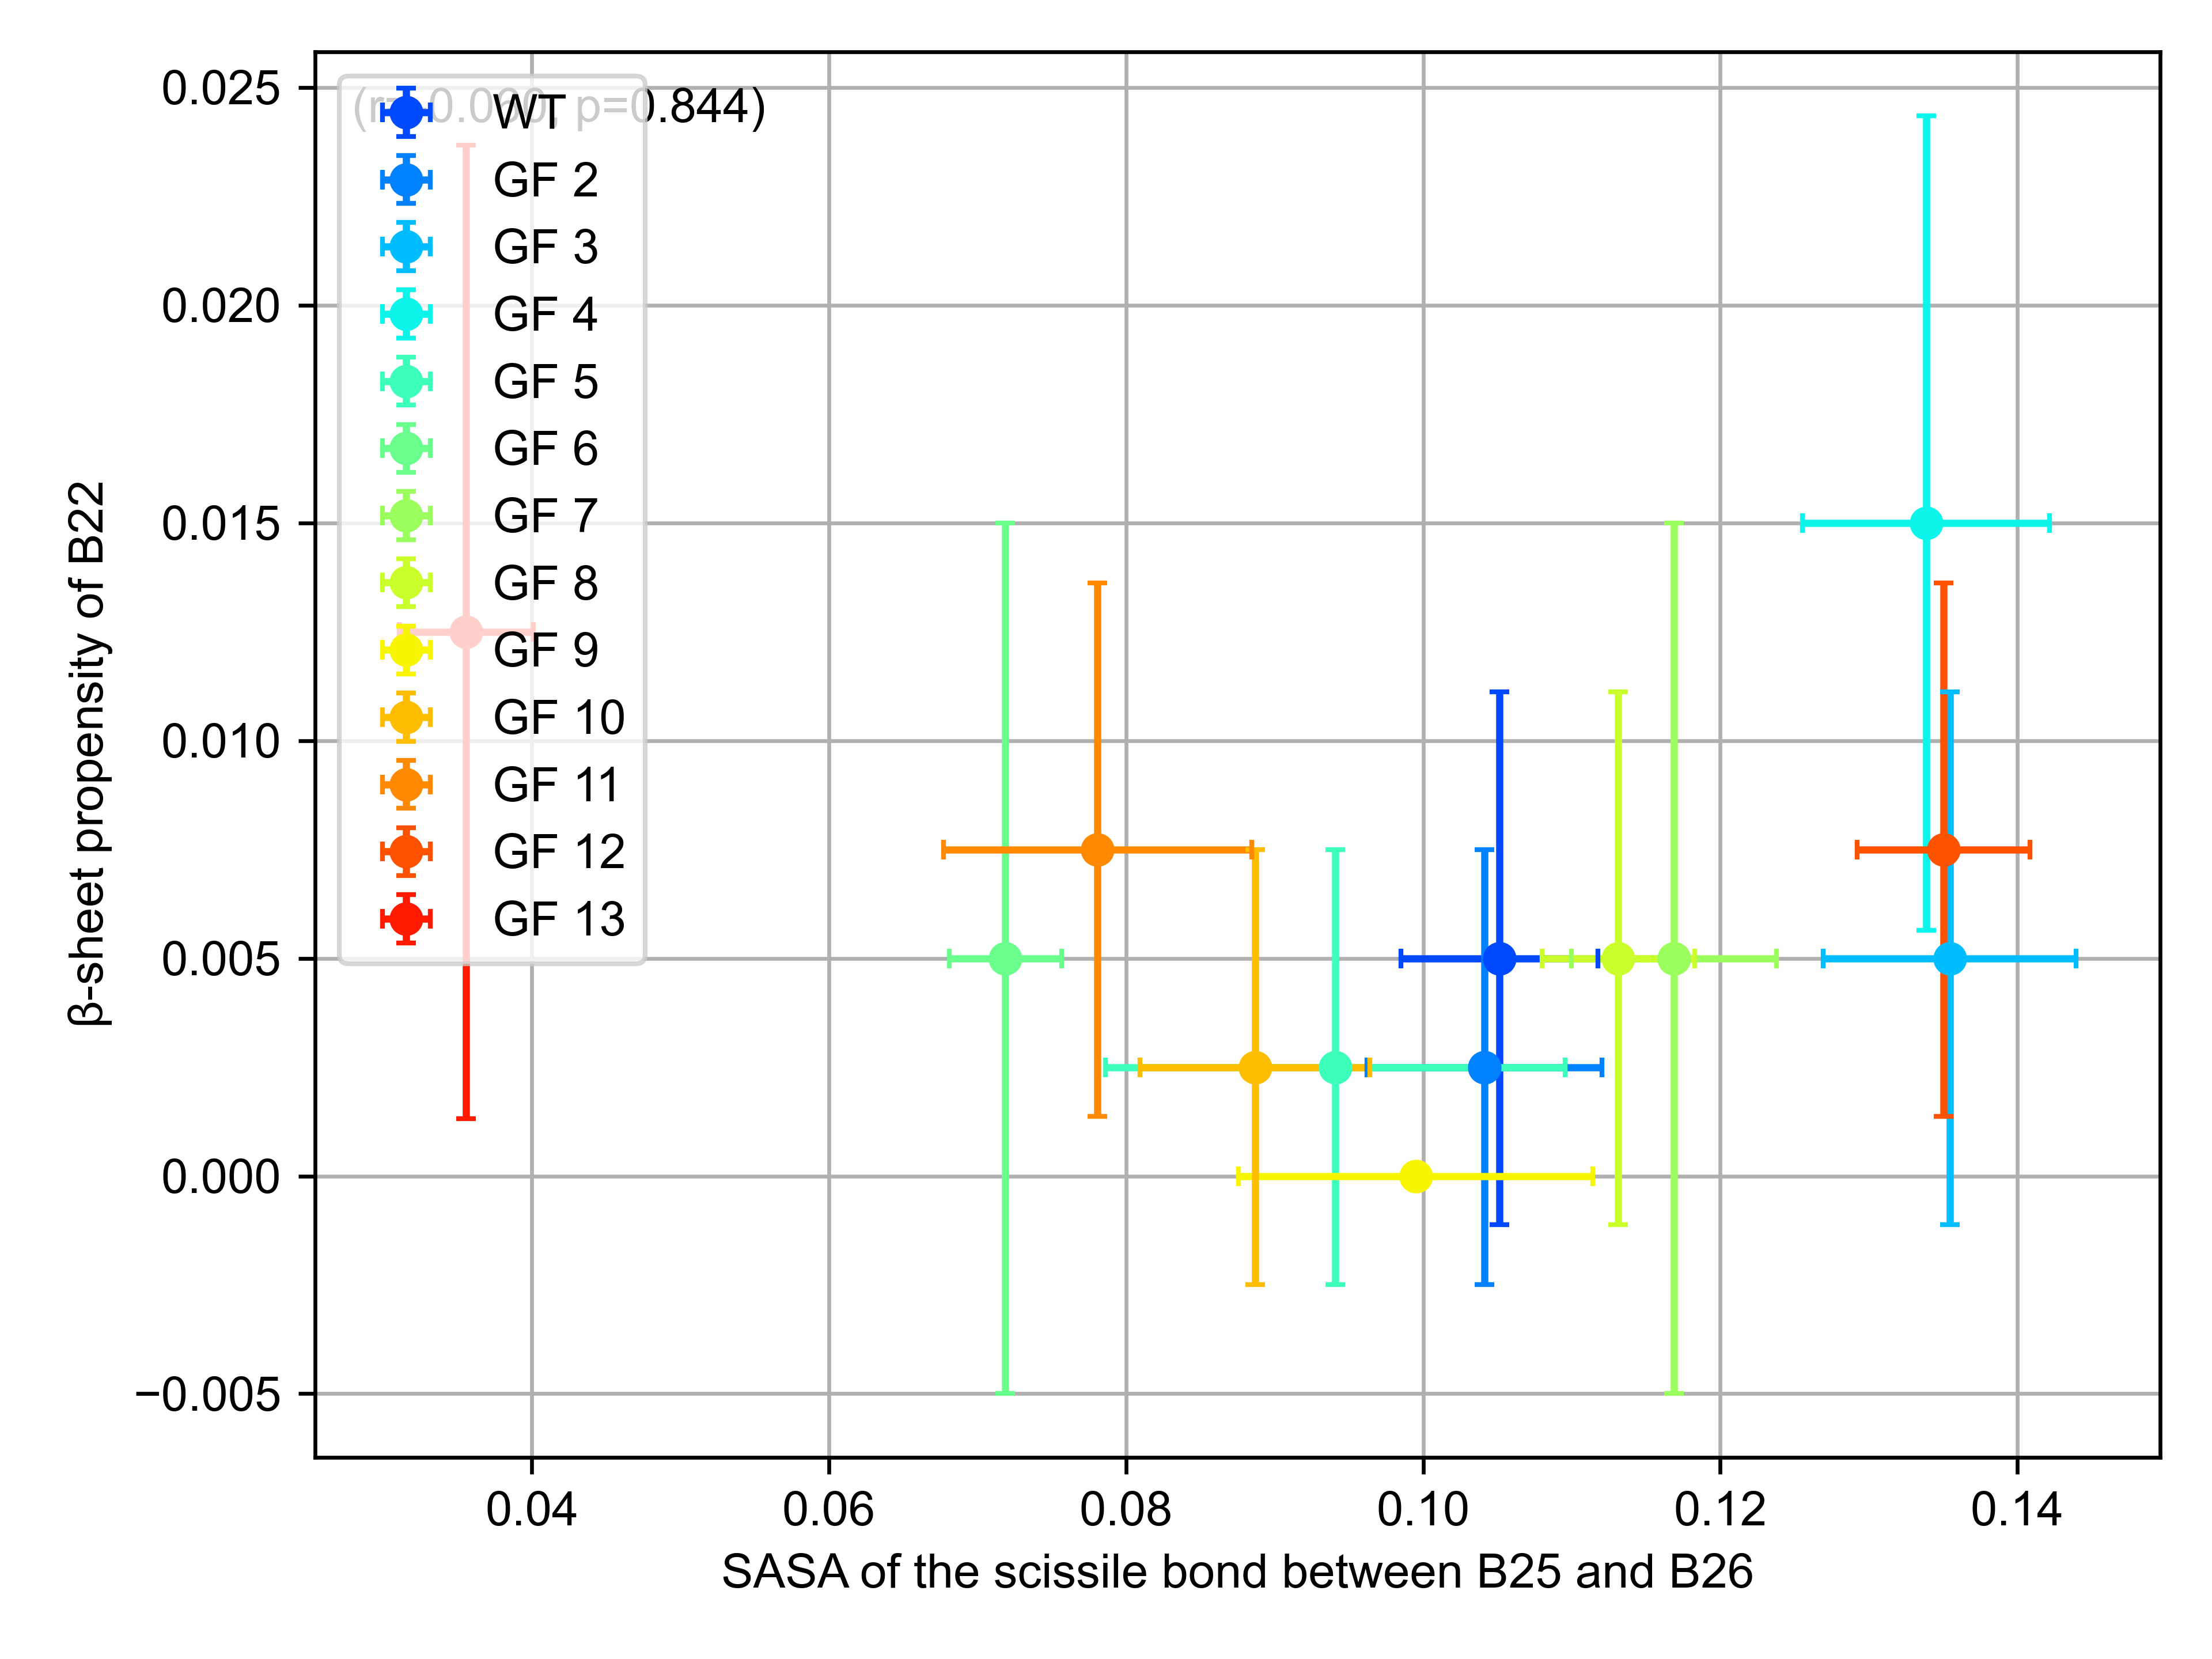 (r=0.060, p=0.844)
WT
GF 2
GF 3
GF 4
GF 5
GF 6
GF 7
GF 8
GF 9
GF 10
GF 11
GF 12
GF 13
0.025
0.020
0.015
0.010
0.005
0.000
−0.005
β-sheet propensity of B22
0.04
0.06
0.08
0.10
0.12
0.14
SASA of the scissile bond between B25 and B26